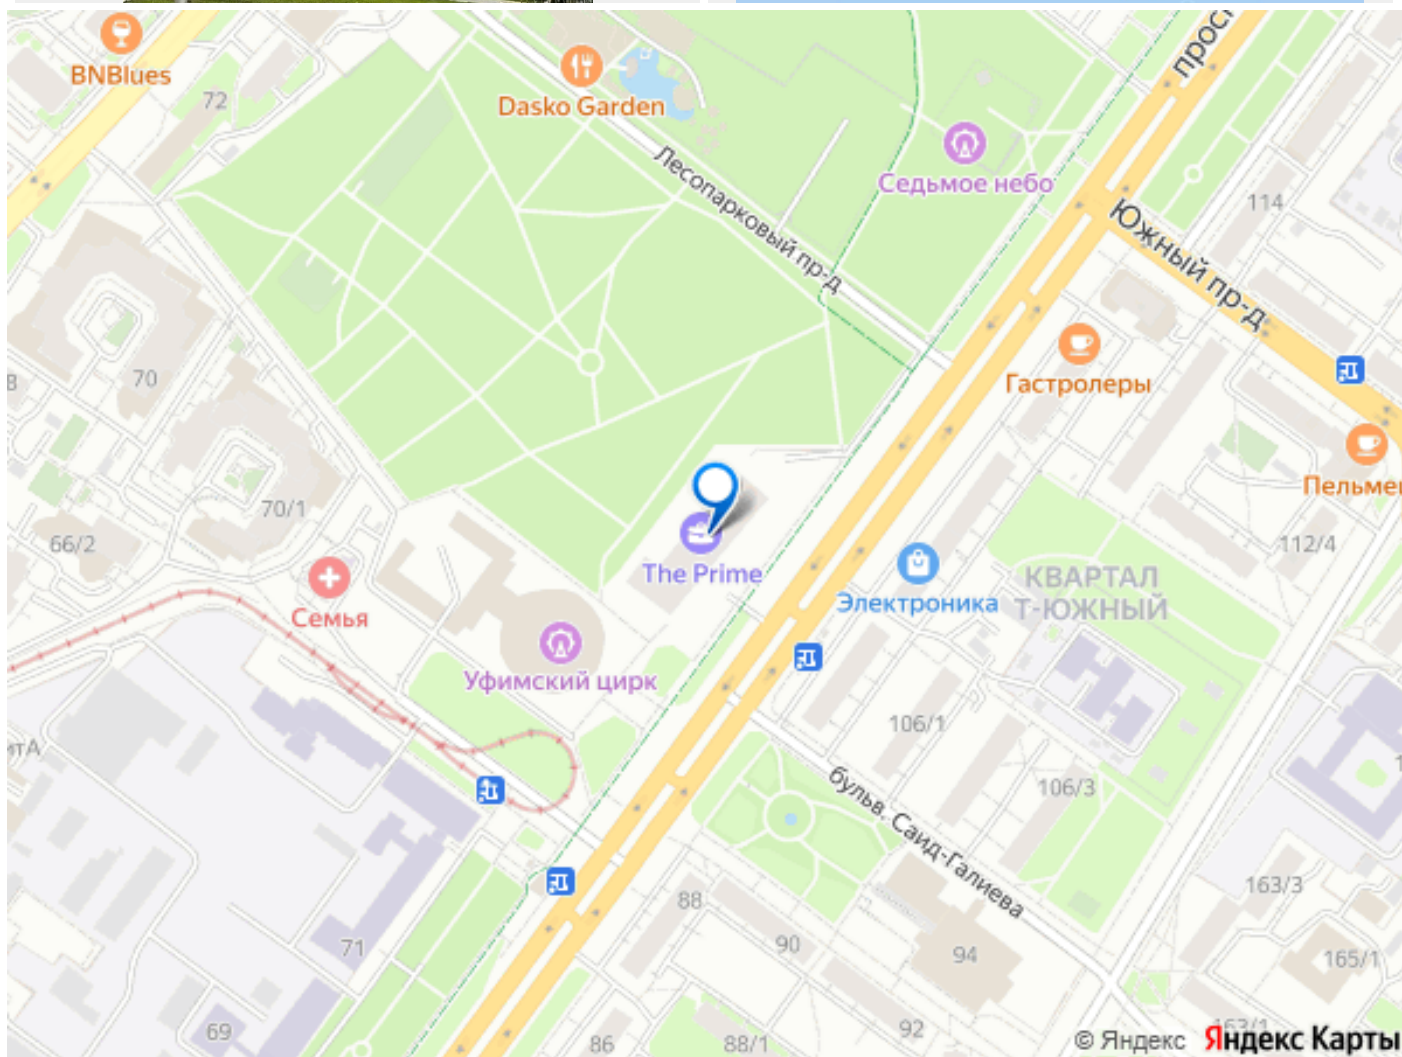 BNBlues
72
Dasko Garden
Лесопарковый пр-д
Седьмое небо
114
Южный пр-д
Гастролеры
70
70/1
66/2
Семья
The Prime
Уфимский цирк
Электроника
КВАРТАЛ
Т-ЮЖНЫЙ
112/4
106/1
106/3
бульв. Саид-Галиева
88
90
94
163/3
165/1
71
69
86
88/1
92
© Яндекс Яндекс Карты